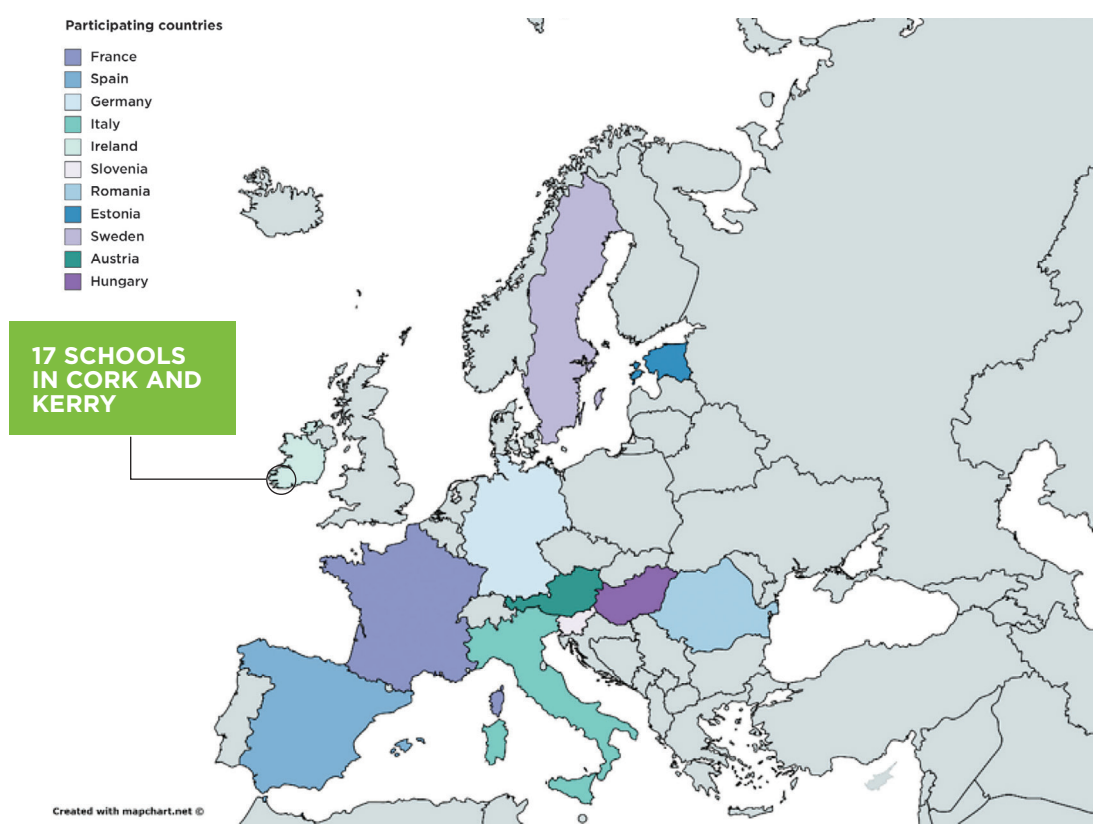 Participating countries
France
Spain
Germany
Italy
Ireland
Slovenia
Romania
Estonia
Sweden
Austria
Hungary
17 SCHOOLS
IN CORK AND
KERRY
Created with mapchart.net ©